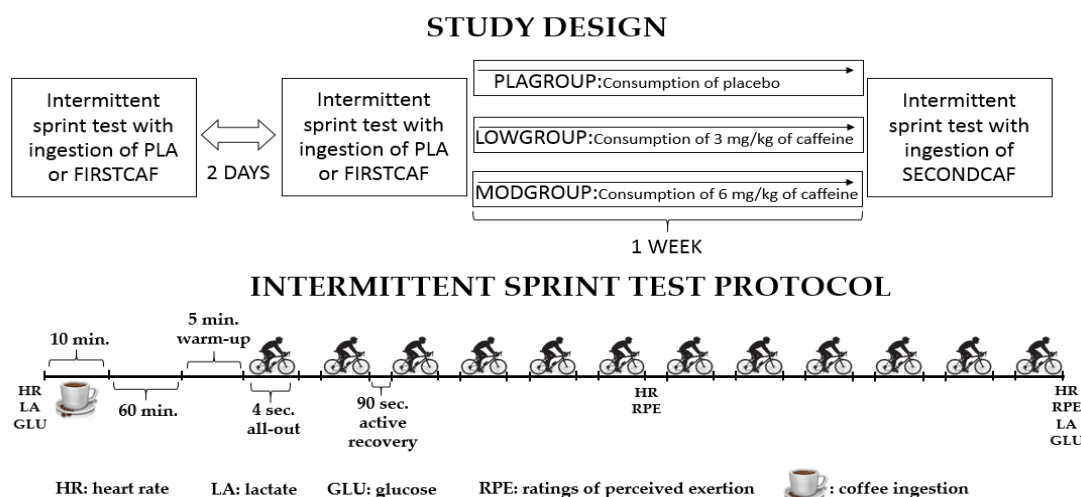 STUDY DESIGN
Intermittent
sprint test with
ingestion of PLA
or FIRSTCAF
2 DAYS
Intermittent
sprint test with
ingestion of PLA
or FIRSTCAF
PLAGROUP:Consumption of placebo
LOWGROUP:Consumption of 3 mg/kg of caffeine
MODGROUP:Consumption of 6 mg/kg of caffeine
1 WEEK
Intermittent
sprint test with
ingestion of
SECONDCAF
INTERMITTENT SPRINT TEST PROTOCOL
10 min.
5 min.
warm-up
HR
LA
GLU
60 min.
4 sec.
all-out
90 sec.
active
recovery
HR
RPE
HR
RPE
LA
GLU
HR: heart rate
LA: lactate
GLU: glucose
RPE: ratings of perceived exertion
: coffee ingestion